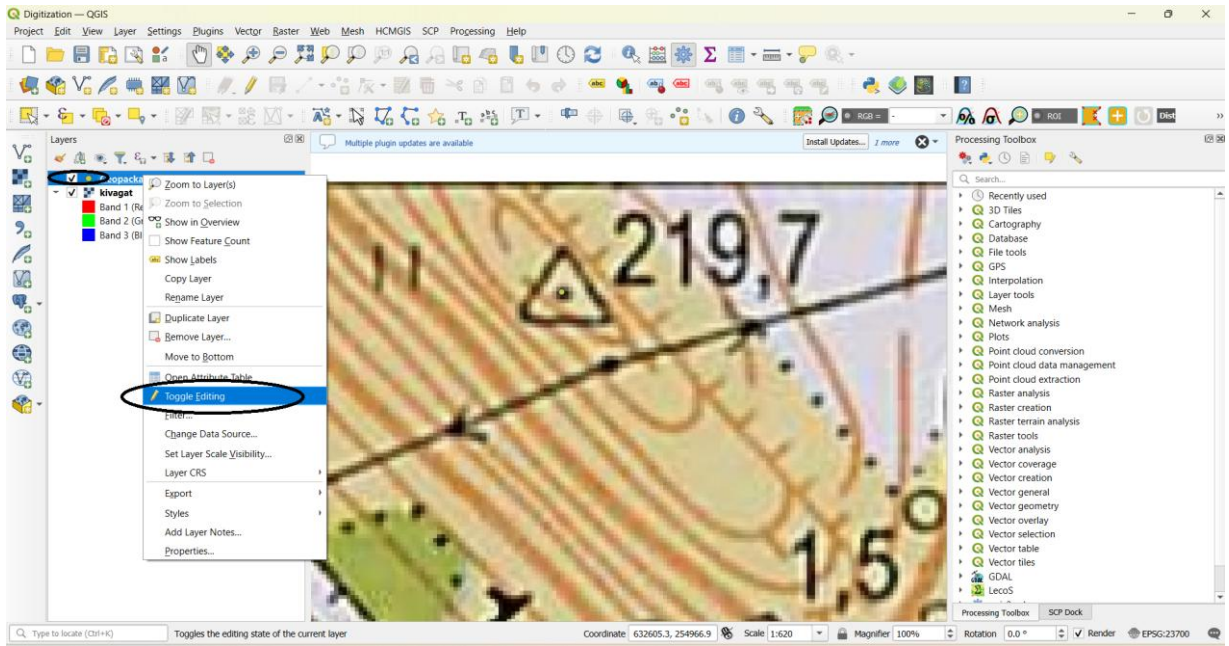 Digitization — QGIS
Project Edit View Layer Settings Plugins Vector Raster Web Mesh HCMGIS SCP Processing Help
RGB = -
ROI
Dist
Layers
Multiple plugin updates are available
Install Updates... 1 more
Processing Toolbox
kivagat
Band 1 (Re
Band 2 (Gr
Band 3 (Bl
Zoom to Layer(s)
Zoom to Selection
Show in Overview
Show Feature Count
Show Labels
Copy Layer
Rename Layer
Duplicate Layer
Remove Layer...
Move to Bottom
Open Attribute Table
Toggle Editing
Filter...
Change Data Source...
Set Layer Scale Visibility...
Layer CRS
Export
Styles
Add Layer Notes...
Properties...
219,7
1,5
Search...
Recently used
3D Tiles
Cartography
Database
File tools
GPS
Interpolation
Layer tools
Mesh
Network analysis
Plots
Point cloud conversion
Point cloud data management
Point cloud extraction
Raster analysis
Raster creation
Raster terrain analysis
Raster tools
Vector analysis
Vector coverage
Vector creation
Vector general
Vector geometry
Vector overlay
Vector selection
Vector table
Vector tiles
GDAL
LecoS
Processing Toolbox SCP Dock
Type to locate (Ctrl+K) Toggles the editing state of the current layer Coordinate 632605.3, 254966.9 Scale 1:620 Magnifier 100% Rotation 0.0 ° Render EPSG:23700